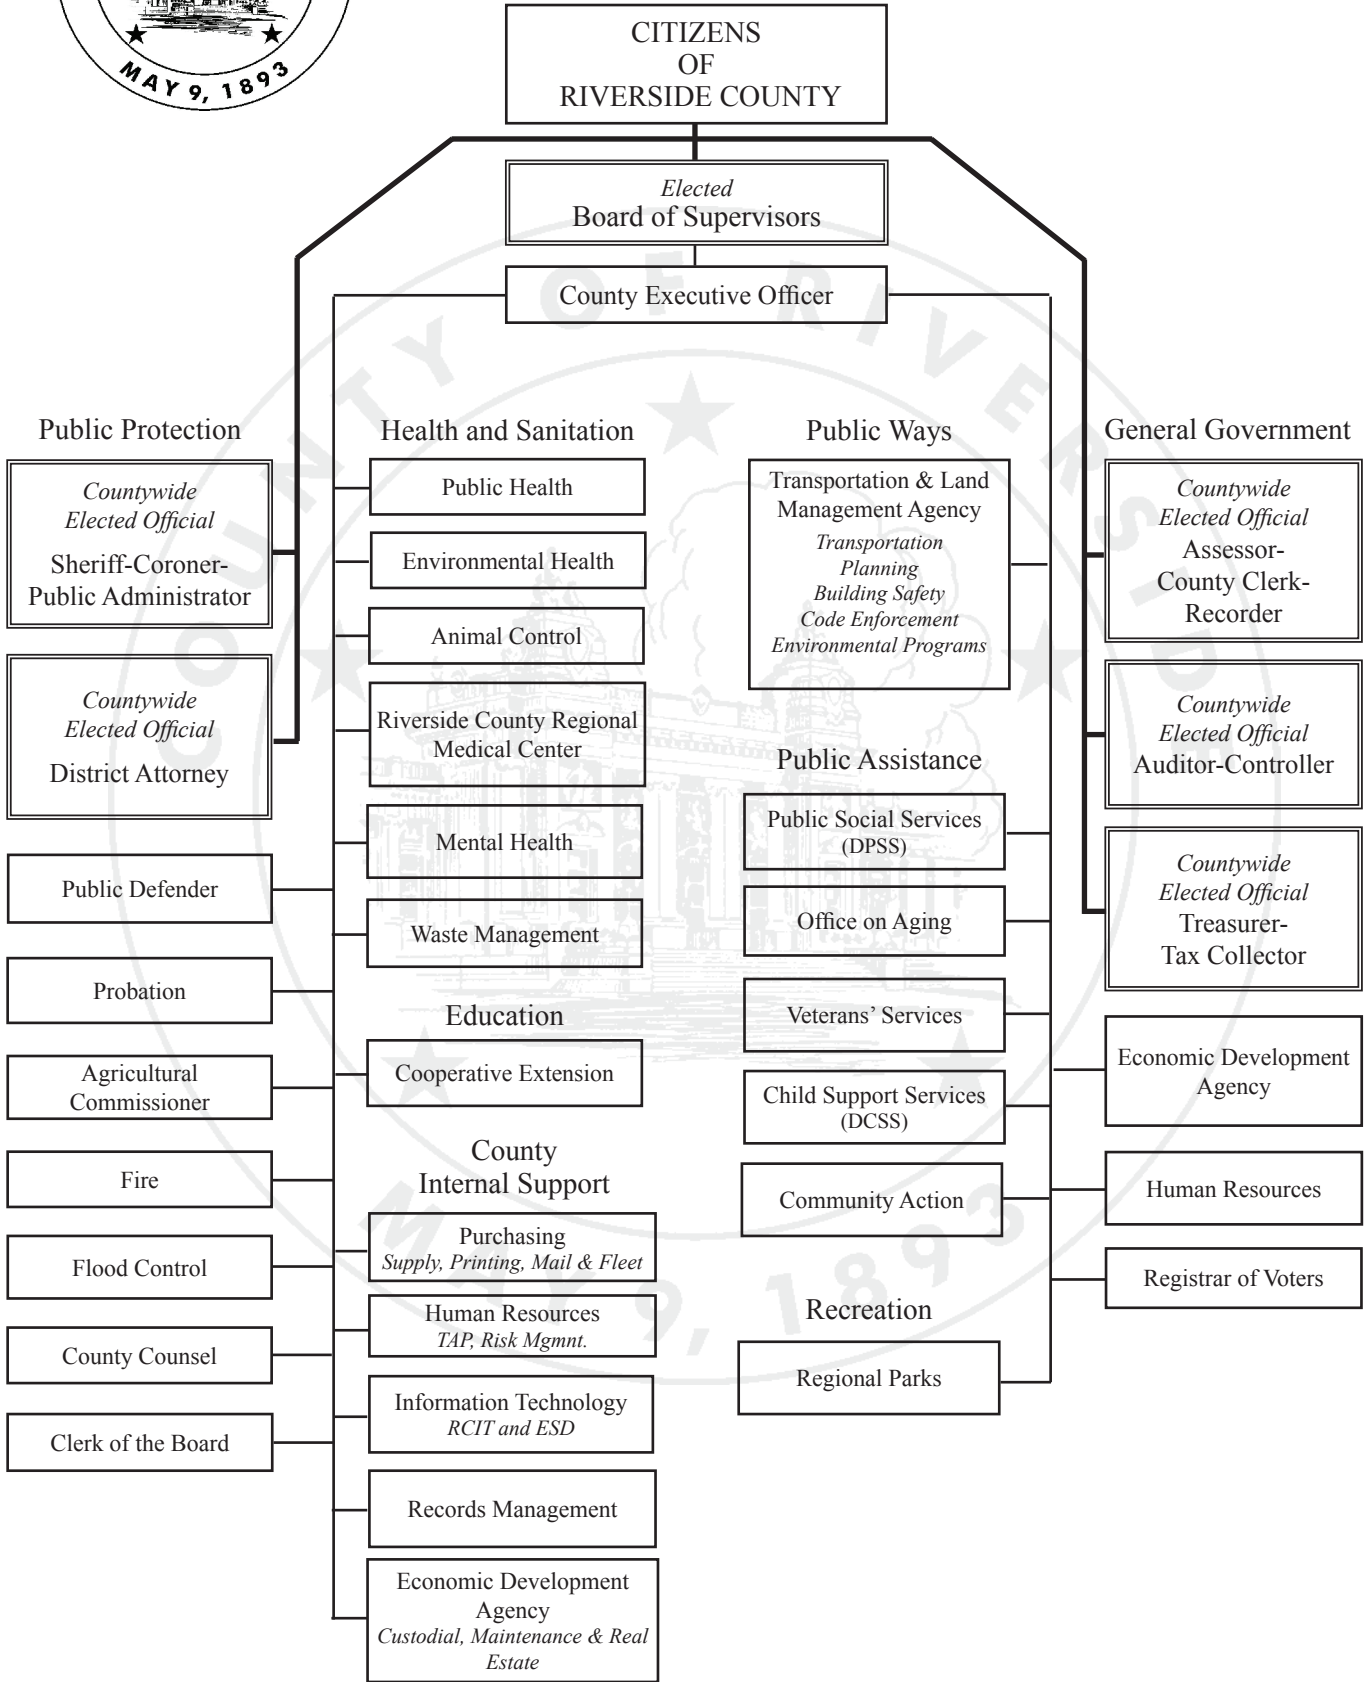 MAY 9, 1893
CITIZENS
OF
RIVERSIDE COUNTY
Elected
Board of Supervisors
County Executive Officer
COUNTY OF RIVERSIDE
MAY 9, 1893
Public Protection
Countywide
Elected Official
Sheriff-Coroner-
Public Administrator
Countywide
Elected Official
District Attorney
Public Defender
Probation
Agricultural
Commissioner
Fire
Flood Control
County Counsel
Clerk of the Board
Health and Sanitation
Public Health
Environmental Health
Animal Control
Riverside County Regional
Medical Center
Mental Health
Waste Management
Education
Cooperative Extension
County
Internal Support
Purchasing
Supply, Printing, Mail & Fleet
Human Resources
TAP, Risk Mgmnt.
Information Technology
RCIT and ESD
Records Management
Economic Development
Agency
Custodial, Maintenance & Real
Estate
Public Ways
Transportation & Land
Management Agency
Transportation
Planning
Building Safety
Code Enforcement
Environmental Programs
Public Assistance
Public Social Services
(DPSS)
Office on Aging
Veterans' Services
Child Support Services
(DCSS)
Community Action
Recreation
Regional Parks
General Government
Countywide
Elected Official
Assessor-
County Clerk-
Recorder
Countywide
Elected Official
Auditor-Controller
Countywide
Elected Official
Treasurer-
Tax Collector
Economic Development
Agency
Human Resources
Registrar of Voters